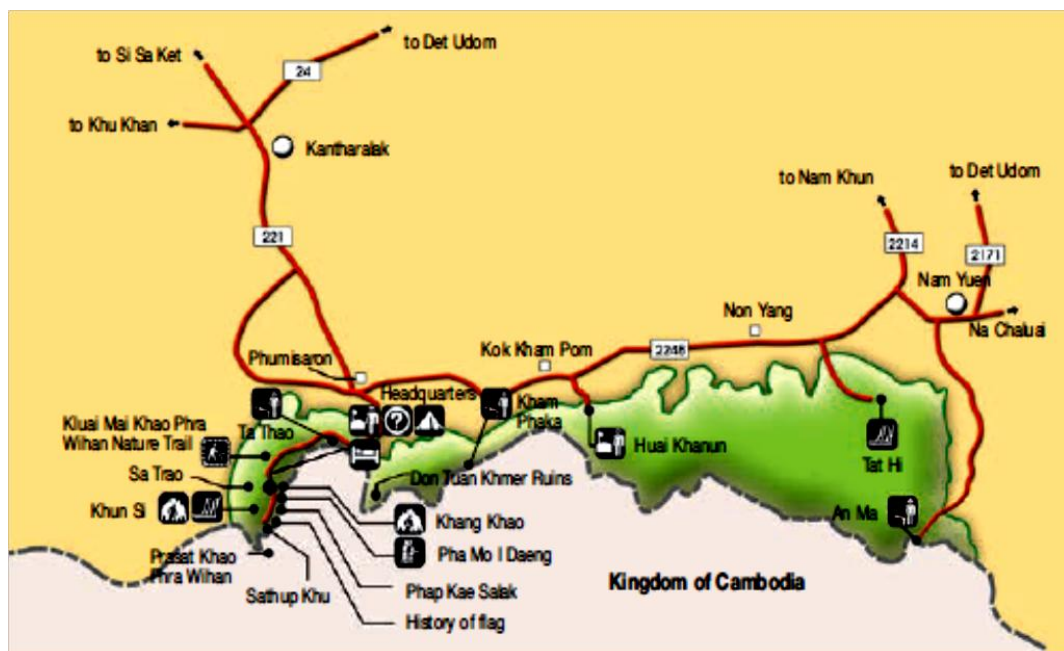 to Det Udom
to Si Sa Ket
24
to Khu Khan
Kantharalak
to Det Udom
to Nam Khun
221
2214
2171
Nam Yuen
Non Yang
Na Chaluai
Kok Kham Pom
2248
Phumisaron
Headquarters
Kham
Phaka
Kluai Mai Khao Phra
Wihan Nature Trail
Ta Thao
Huai Khanun
Tat Hi
Sa Trao
Don Tuan Khmer Ruins
Khun Si
Khang Khao
An Ma
Prasat Khao
Phra Wihan
Pha Mo I Daeng
Kingdom of Cambodia
Sathup Khu
Phap Kae Salak
History of flag